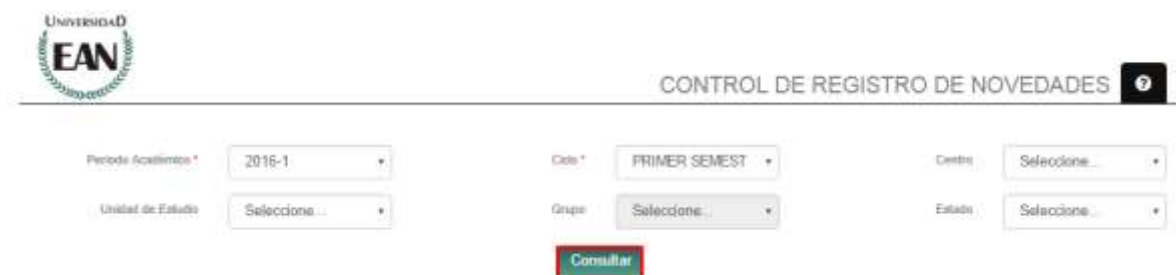 UNIVERSIDAD
EAN
CONTROL DE REGISTRO DE NOVEDADES ?
Periodo Académico * 2016-1 Ciclo * PRIMER SEMEST Centro Seleccione...
Unidad de Estudio Seleccione... Grupo Seleccione... Estado Seleccione...
Consultar